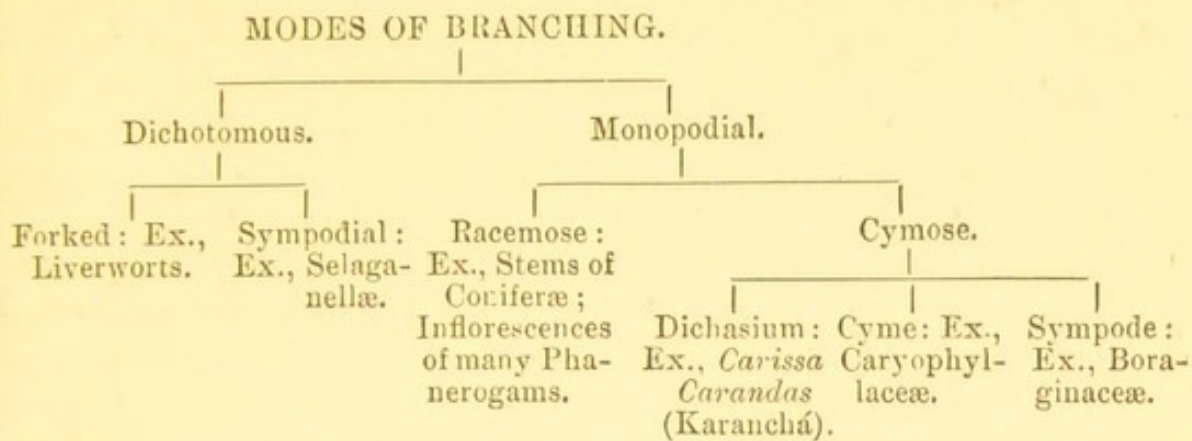 MODES OF BRANCHING.
Dichotomous.
Monopodial.
Forked: Ex.,
Liverworts.
Sympodial:
Ex., Selaga-
nellæ.
Racemose:
Ex., Stems of
Coniferæ;
Inflorescences
of many Pha-
nerogams.
Cymose.
Dichasium:
Ex., Carissa
Carandas
(Karanchá).
Cyme: Ex.,
Caryophyl-
laceæ.
Sympode:
Ex., Bora-
ginaceæ.